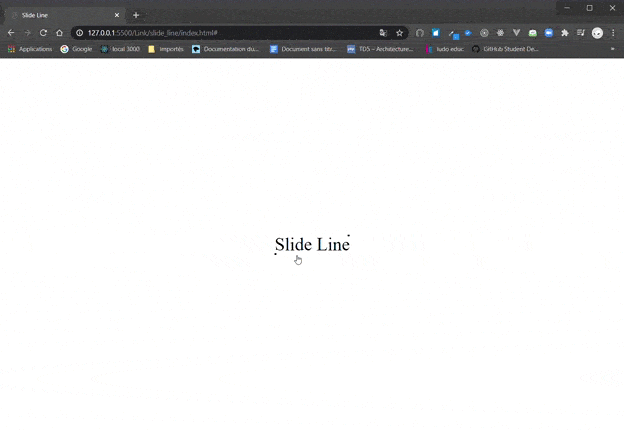 Slide Line
127.0.0.1:5500/Link/slide_line/index.html#
Applications Google local 3000 importés Documentation du... Document sans titr... TD5 – Architecture... ludo educ GitHub Student De... »
Slide Line